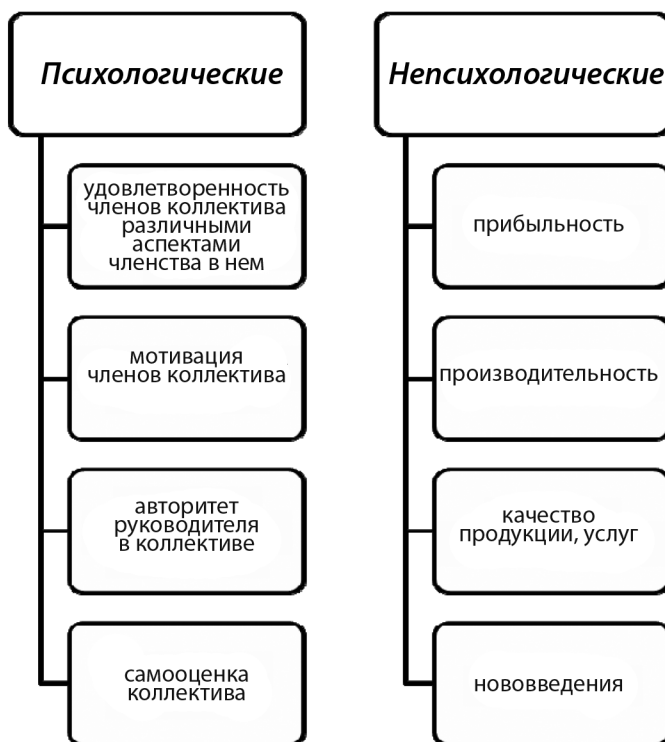 Психологические
удовлетворенность
членов коллектива
различными
аспектами
членства в нем
мотивация
членов коллектива
авторитет
руководителя
в коллективе
самооценка
коллектива
Непсихологические
прибыльность
производительность
качество
продукции, услуг
нововведения